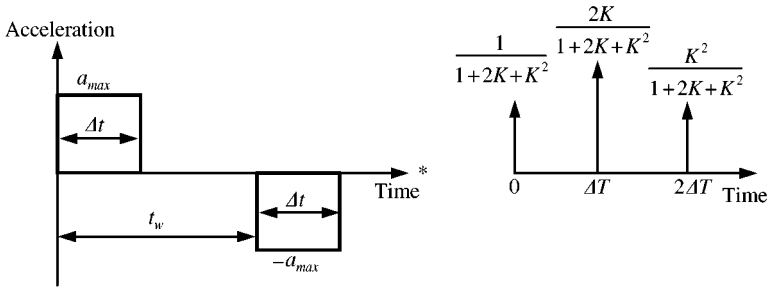 Acceleration
a_max
Δt
t_w
Δt
−a_max
Time
*
1/(1+2K+K²)
2K/(1+2K+K²)
K²/(1+2K+K²)
0
ΔT
2ΔT
Time